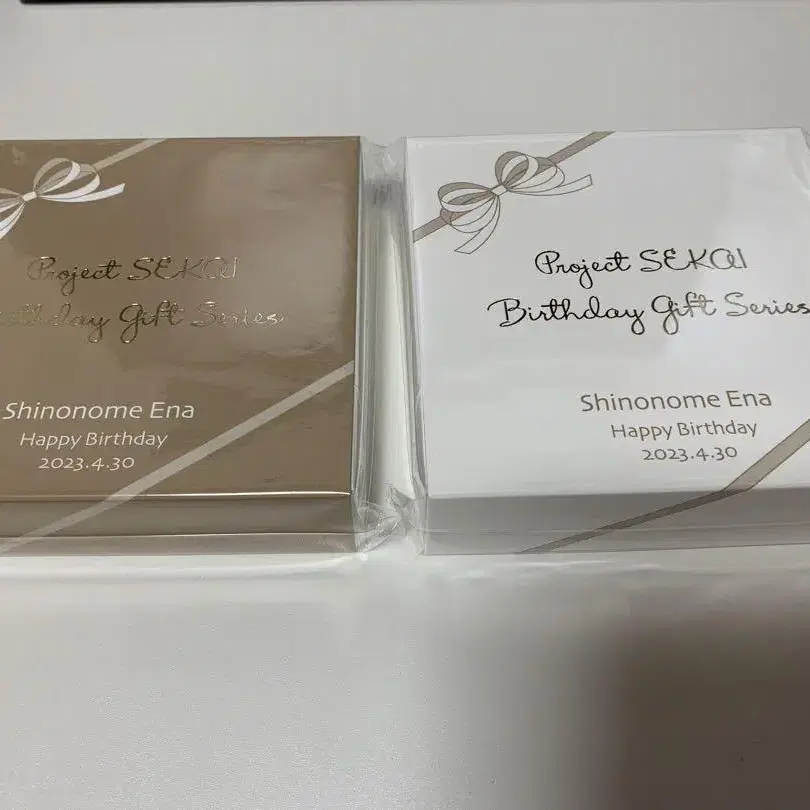 Project SEKAI
Birthday Gift Series
Shinonome Ena
Happy Birthday
2023.4.30
Project SEKAI
Birthday Gift Series
Shinonome Ena
Happy Birthday
2023.4.30